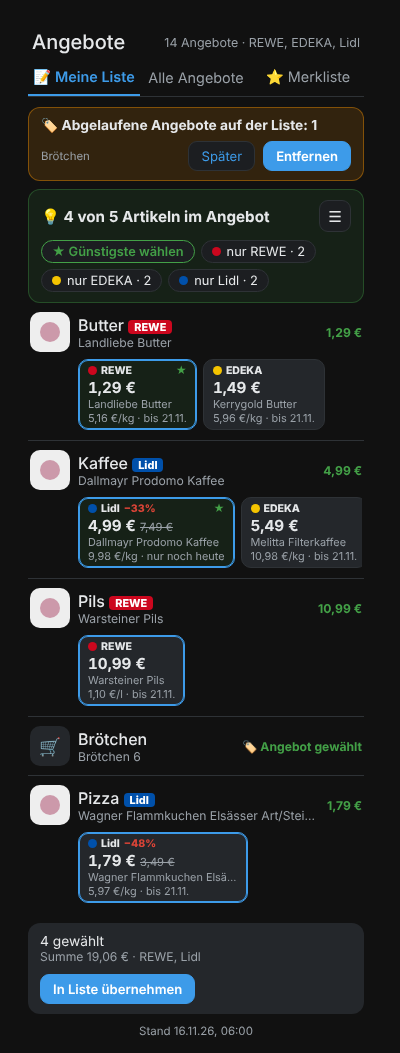 Angebote
14 Angebote · REWE, EDEKA, Lidl
📝 Meine Liste
Alle Angebote
⭐ Merkliste
🏷️ Abgelaufene Angebote auf der Liste: 1
Brötchen
Später
Entfernen
💡 4 von 5 Artikeln im Angebot
☰
★ Günstigste wählen
nur REWE · 2
nur EDEKA · 2
nur Lidl · 2
Butter REWE
1,29 €
Landliebe Butter
REWE ★
1,29 €
Landliebe Butter
5,16 €/kg · bis 21.11.
EDEKA
1,49 €
Kerrygold Butter
5,96 €/kg · bis 21.11.
Kaffee Lidl
4,99 €
Dallmayr Prodomo Kaffee
Lidl −33% ★
4,99 € 7,49 €
Dallmayr Prodomo Kaffee
9,98 €/kg · nur noch heute
EDEKA
5,49 €
Melitta Filterkaffee
10,98 €/kg · bis 21.11.
Pils REWE
10,99 €
Warsteiner Pils
REWE
10,99 €
Warsteiner Pils
1,10 €/l · bis 21.11.
Brötchen
🏷️ Angebot gewählt
Brötchen 6
Pizza Lidl
1,79 €
Wagner Flammkuchen Elsässer Art/Stei…
Lidl −48%
1,79 € 3,49 €
Wagner Flammkuchen Elsä…
5,97 €/kg · bis 21.11.
4 gewählt
Summe 19,06 € · REWE, Lidl
In Liste übernehmen
Stand 16.11.26, 06:00